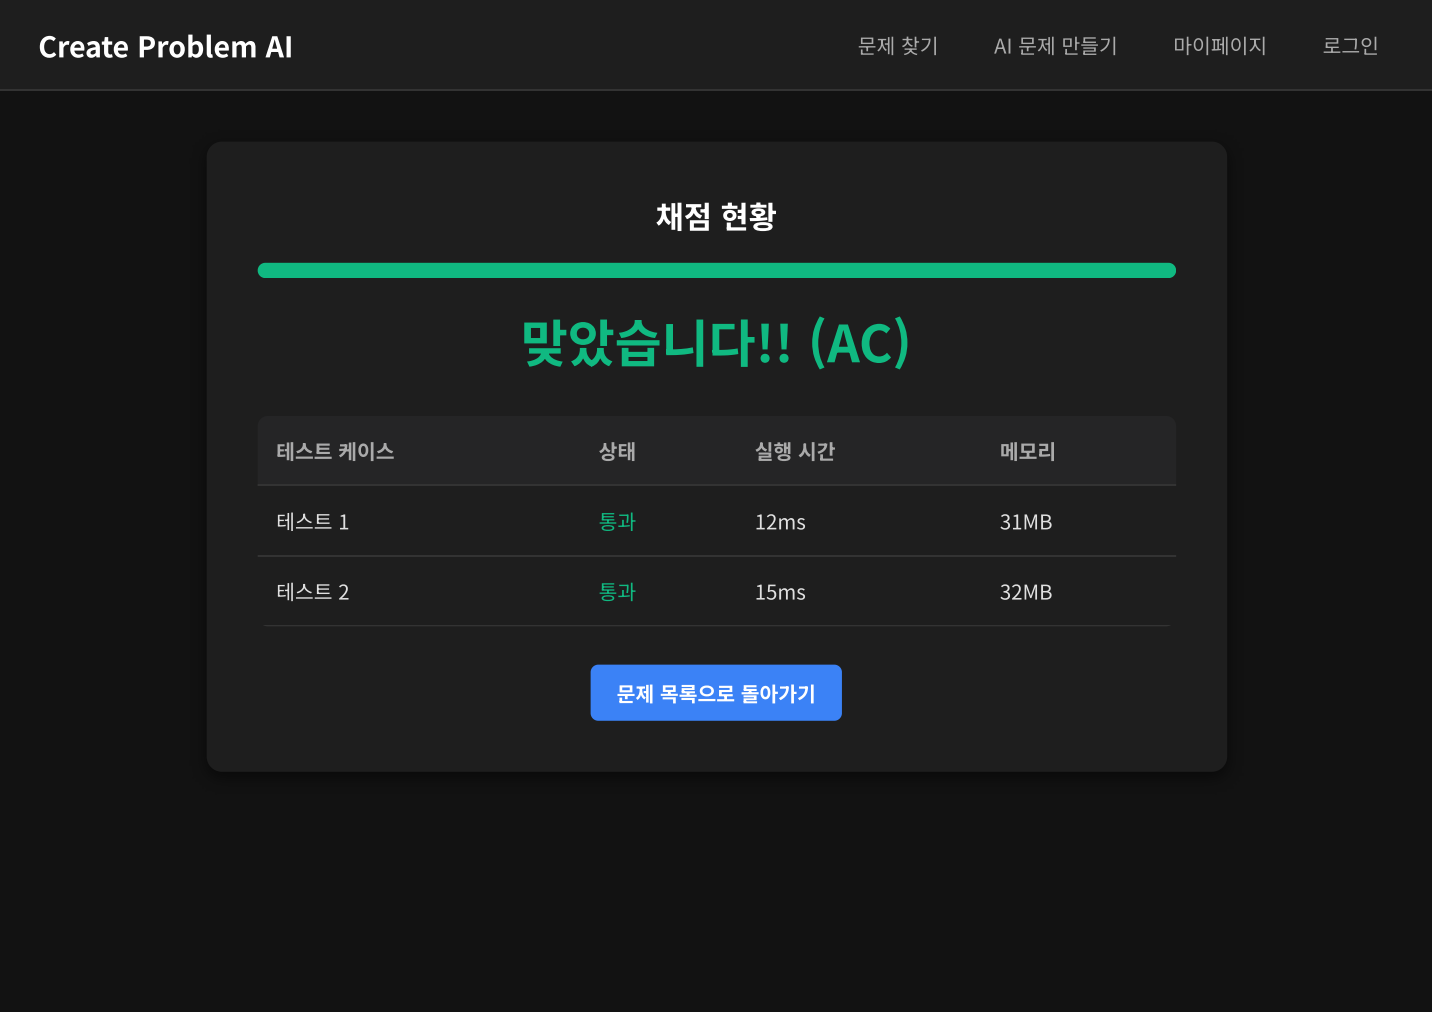 Create Problem AI 문제 찾기 AI 문제 만들기 마이페이지 로그인
채점 현황
맞았습니다!! (AC)
테스트 케이스 상태 실행 시간 메모리
테스트 1 통과 12ms 31MB
테스트 2 통과 15ms 32MB
문제 목록으로 돌아가기